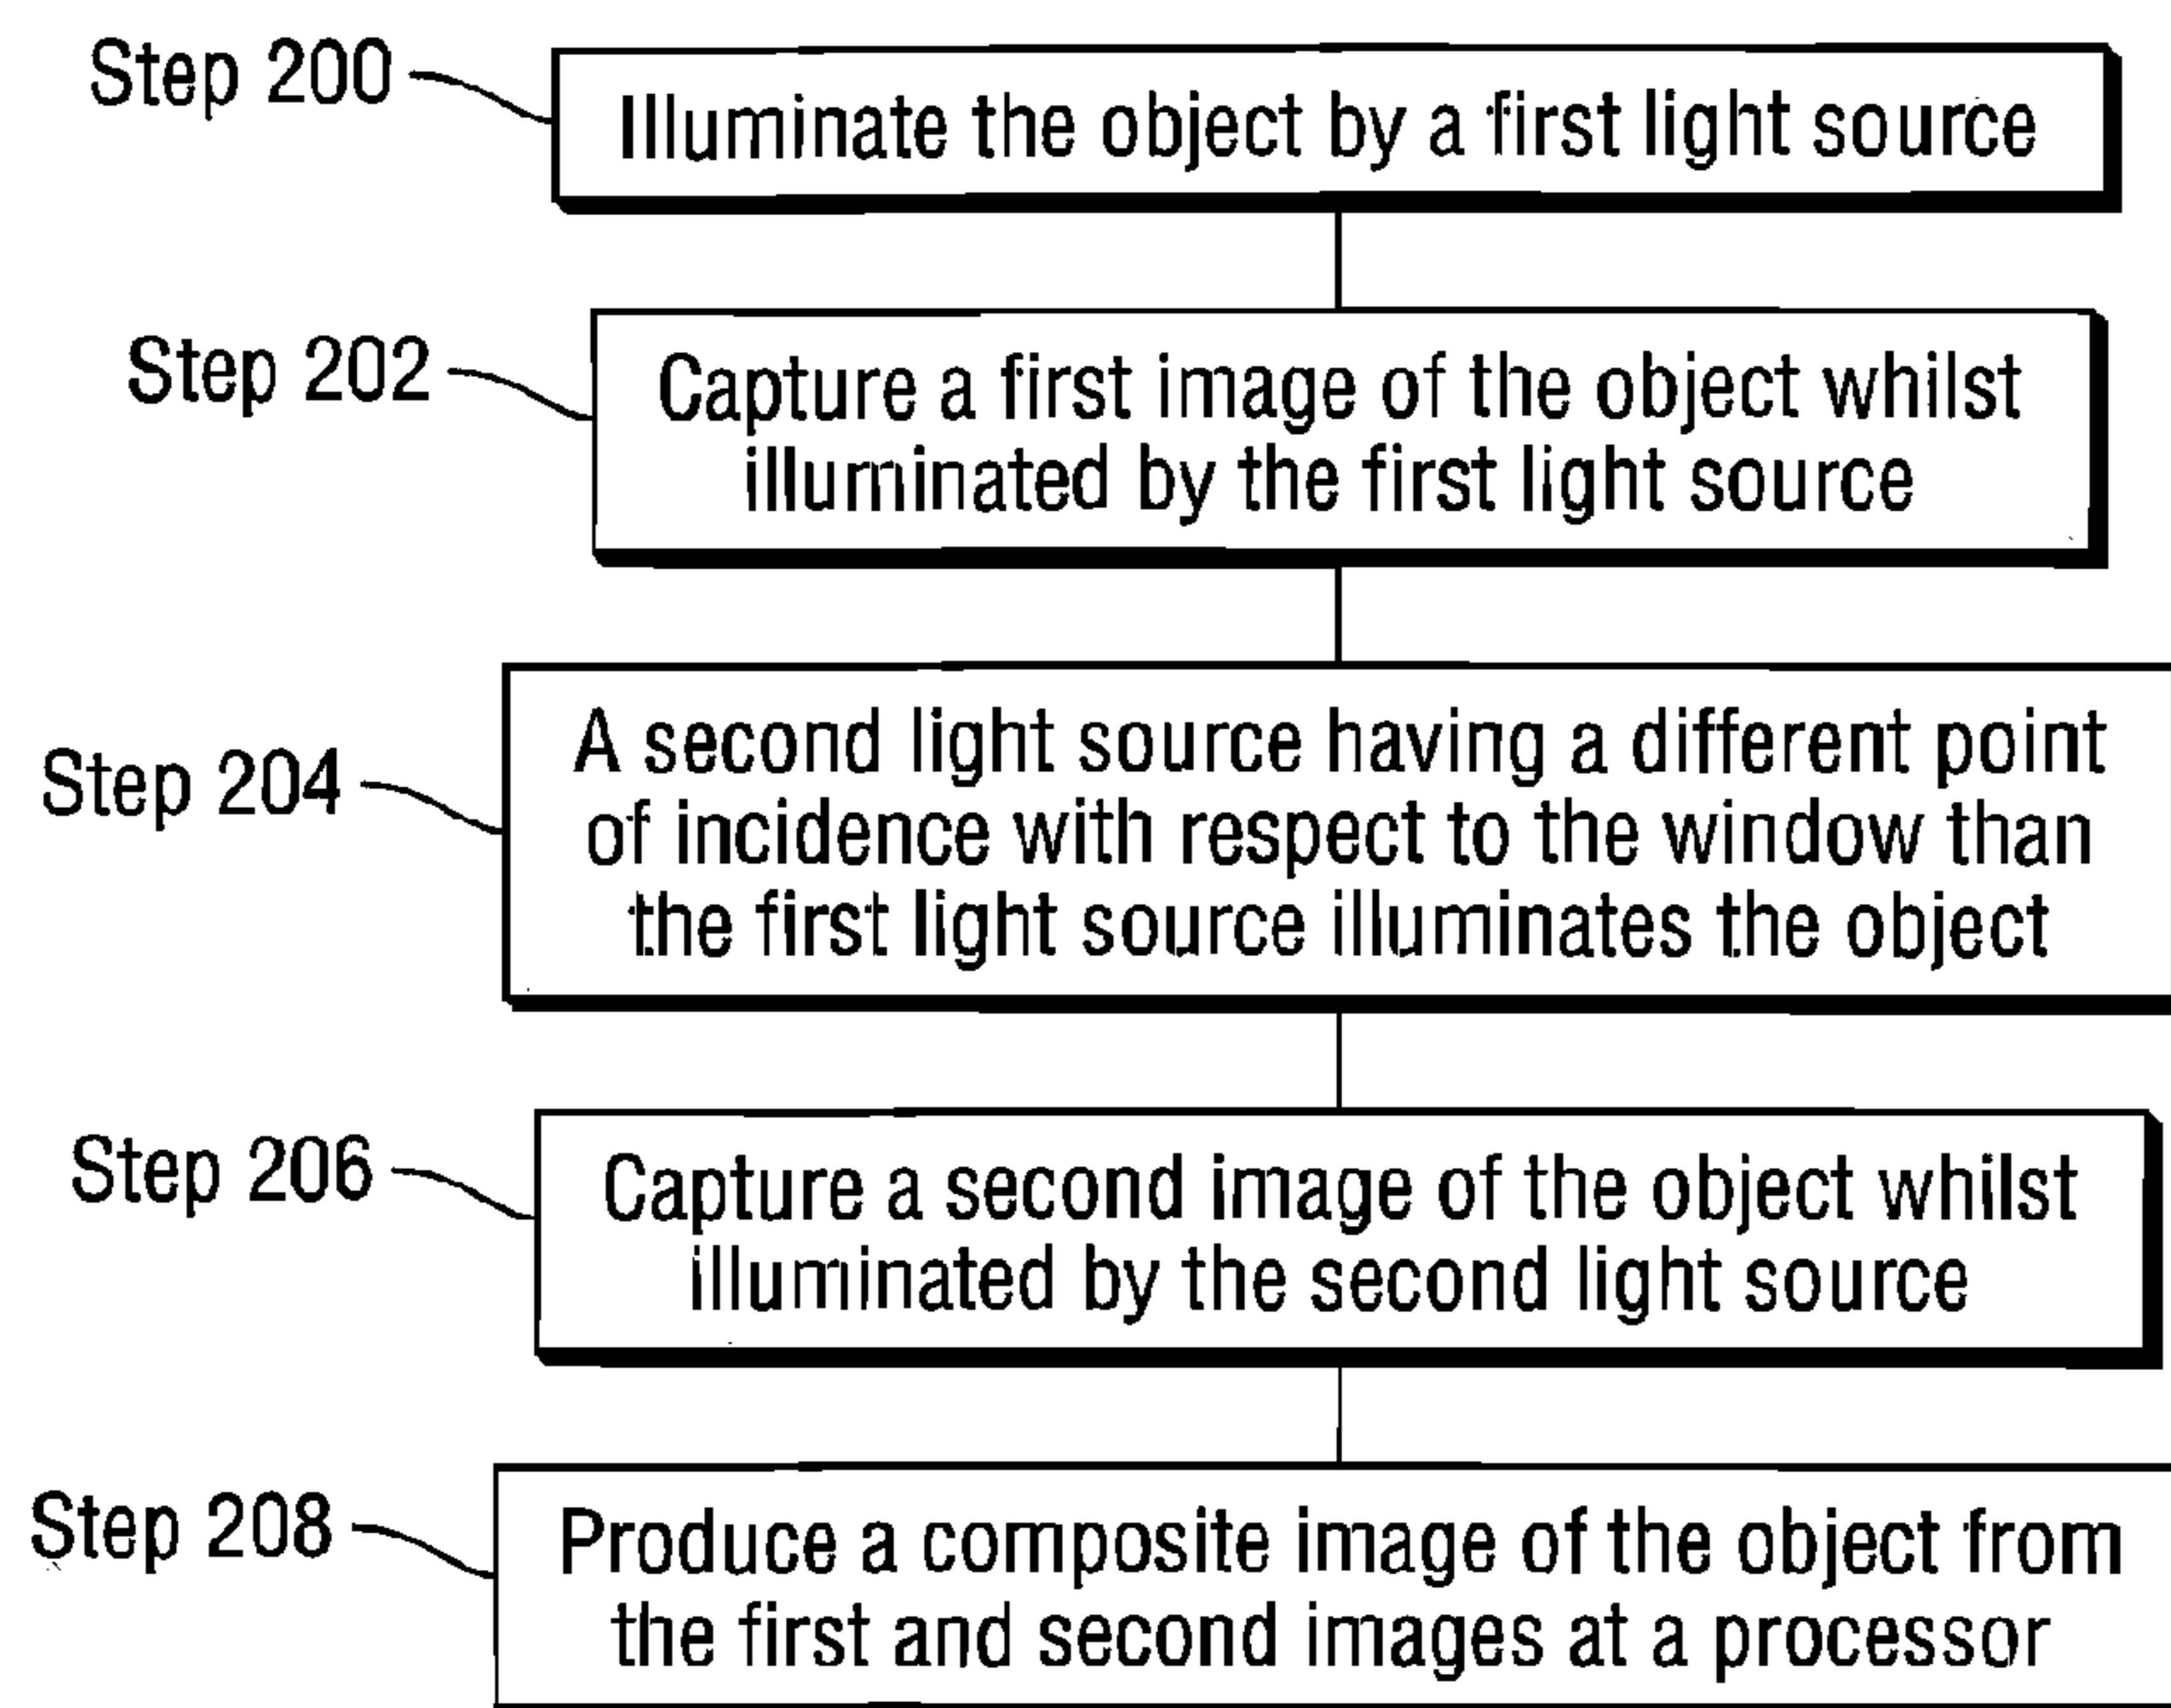 Step 200
Illuminate the object by a first light source
Step 202
Capture a first image of the object whilst
illuminated by the first light source
Step 204
A second light source having a different point
of incidence with respect to the window than
the first light source illuminates the object
Step 206
Capture a second image of the object whilst
illuminated by the second light source
Step 208
Produce a composite image of the object from
the first and second images at a processor